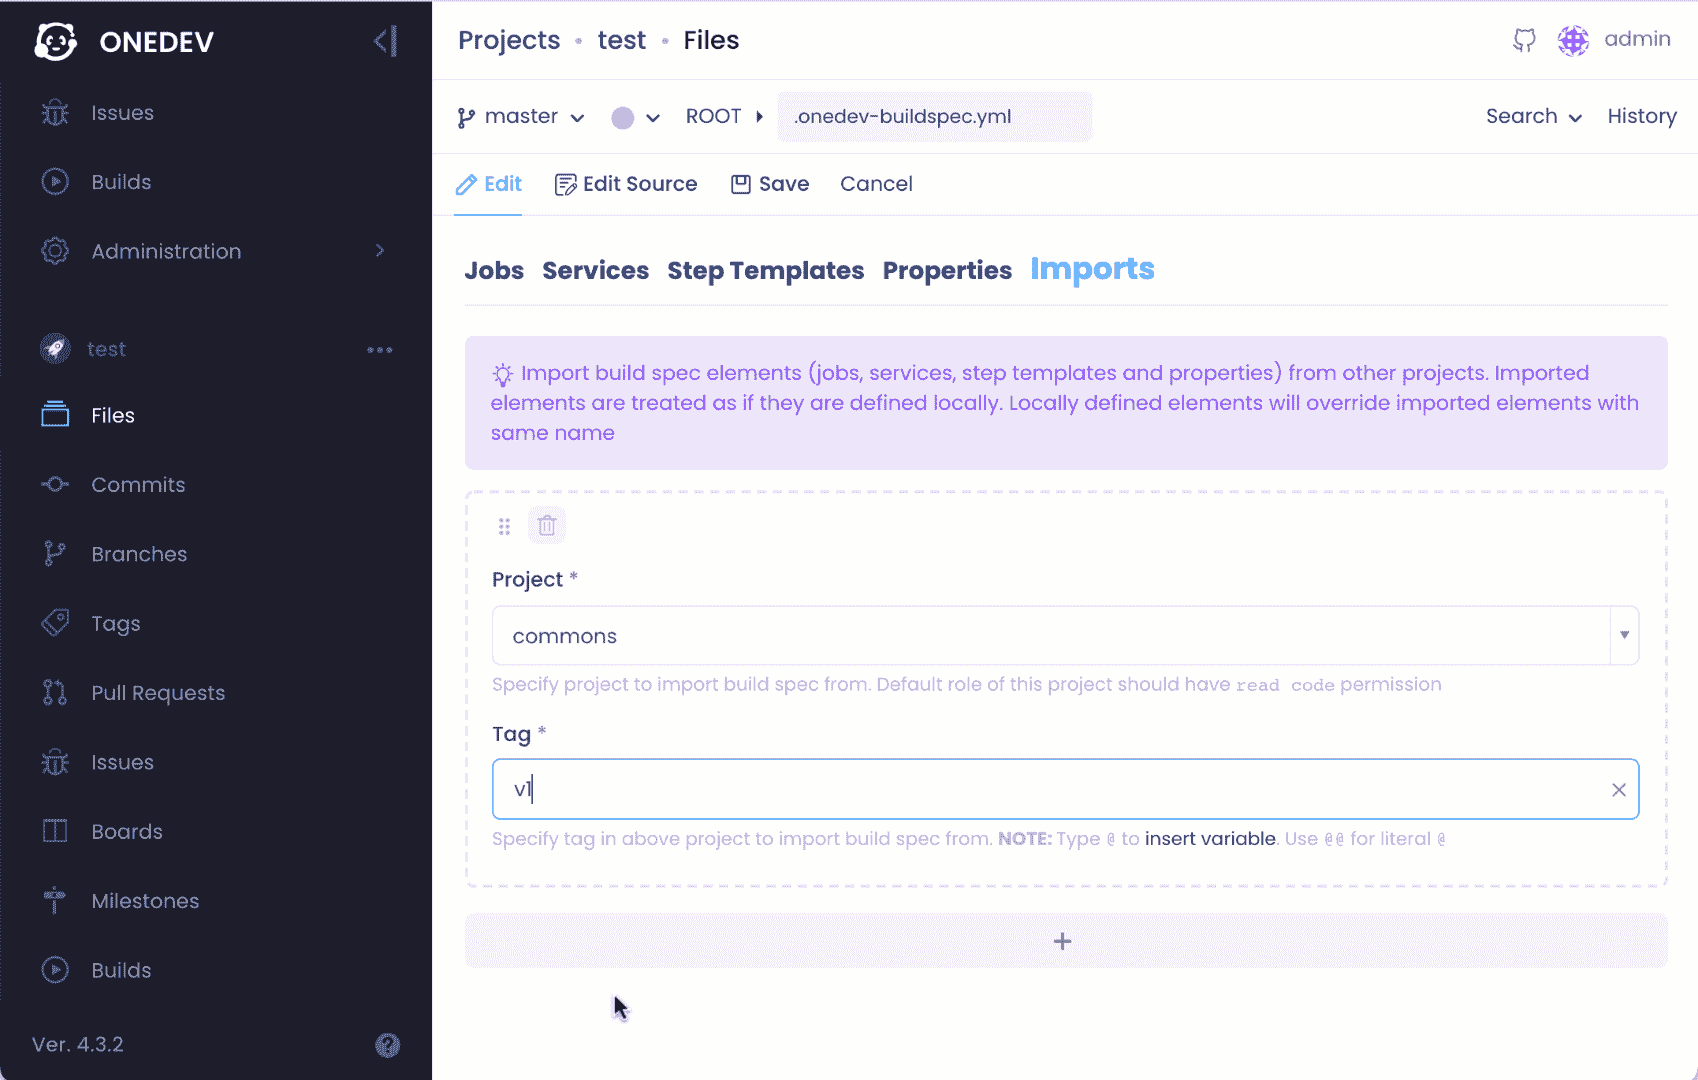 ONEDEV
Issues
Builds
Administration
test
Files
Commits
Branches
Tags
Pull Requests
Issues
Boards
Milestones
Builds
Ver. 4.3.2
Projects test Files
admin
master ROOT .onedev-buildspec.yml Search History
Edit Edit Source Save Cancel
Jobs Services Step Templates Properties Imports
Import build spec elements (jobs, services, step templates and properties) from other projects. Imported
elements are treated as if they are defined locally. Locally defined elements will override imported elements with
same name
Project *
commons
Specify project to import build spec from. Default role of this project should have read code permission
Tag *
v1
Specify tag in above project to import build spec from. NOTE: Type @ to insert variable. Use @@ for literal @
+